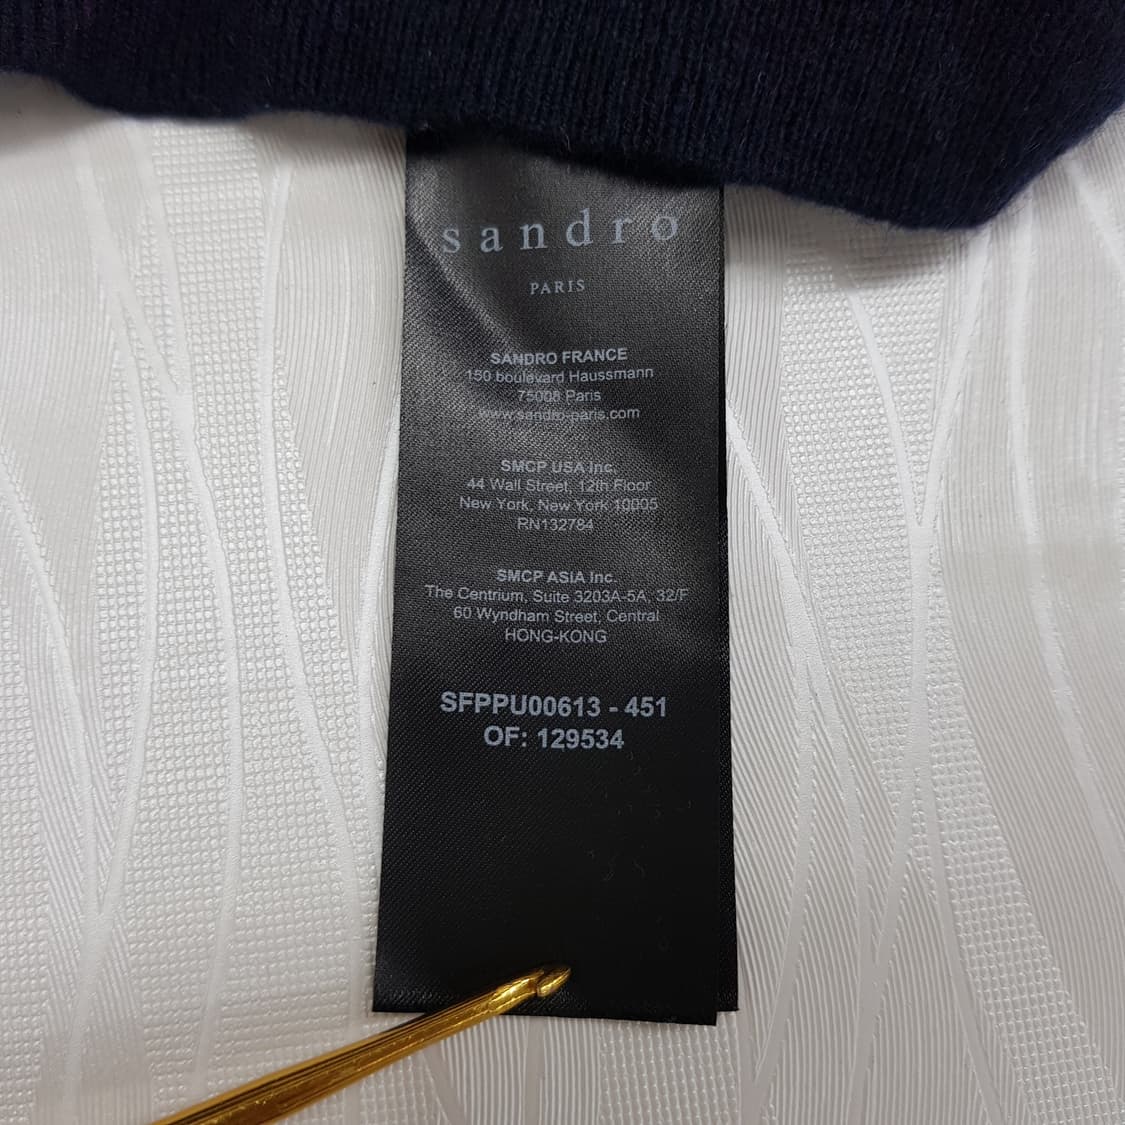 sandro
PARIS
SANDRO FRANCE
150 boulevard Haussmann
75008 Paris
www.sandro-paris.com
SMCP USA Inc.
44 Wall Street, 12th Floor
New York, New York 10005
RN132784
SMCP ASIA Inc.
The Centrium, Suite 3203A-5A, 32/F
60 Wyndham Street, Central
HONG-KONG
SFPPU00613 - 451
OF: 129534